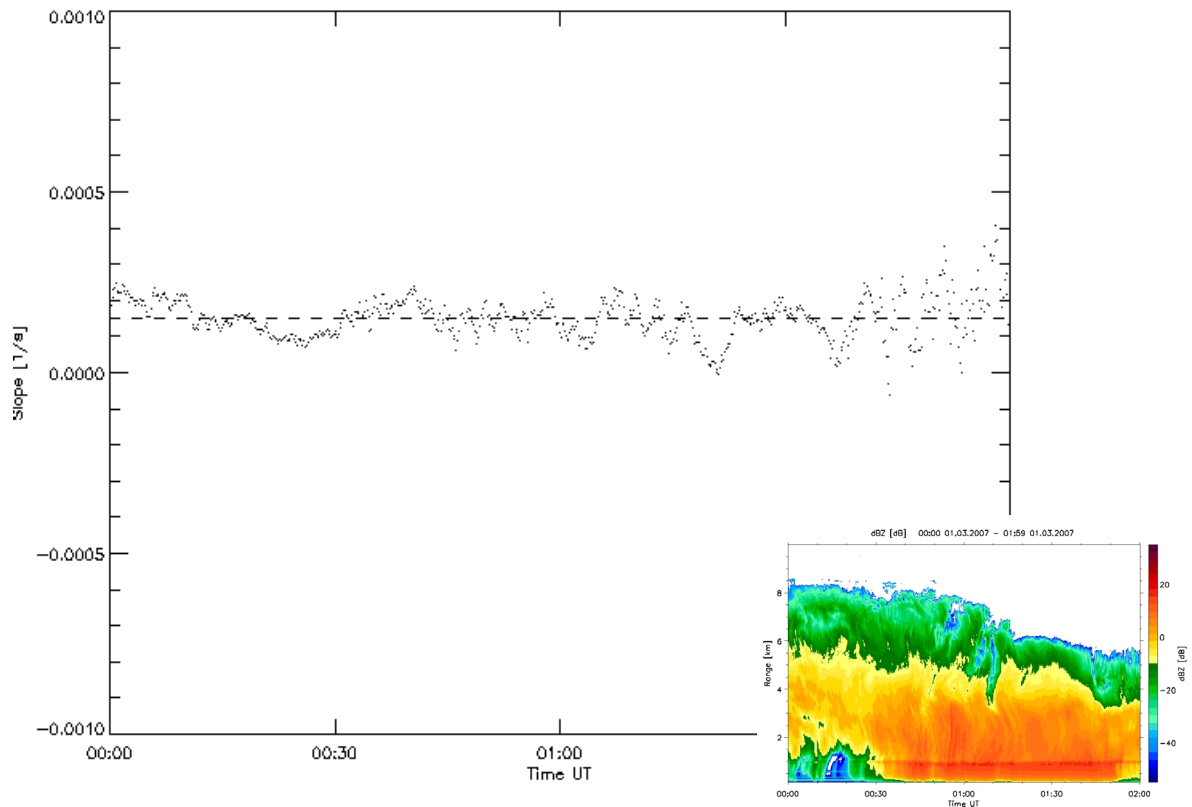 0.0010
0.0005
0.0000
−0.0005
−0.0010
Slope [1/s]
00:00 00:30 01:00
Time UT
dBZ [dB] 00:00 01.03.2007 – 01:59 01.03.2007
8
6
4
2
Range [km]
00:00 00:30 01:00 01:30 02:00
Time UT
20
0
−20
−40
dBZ [dB]